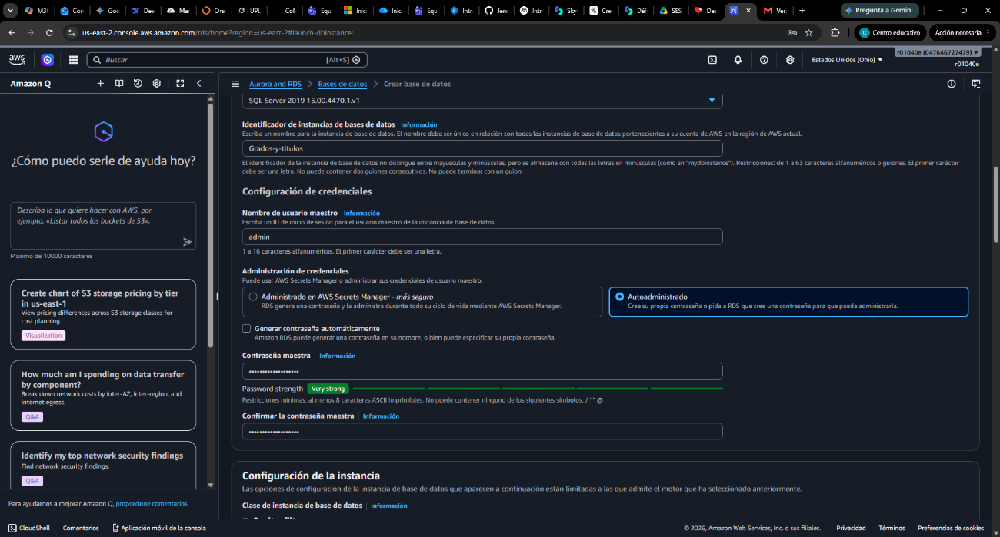 M36
Cor
Goo
Dee
Mar
Ore
UPL
CoN
Equ
Inic
Inic
Equ
Intr
Jere
Intr
Sky
Cre
Défi
SES
Des
Ver
Pregunta a Gemini
us-east-2.console.aws.amazon.com/rds/home?region=us-east-2#launch-dbinstance:
Centro educativo
Acción necesaria
aws
Buscar
[Alt+S]
Estados Unidos (Ohio)
r01040e (047646727479)
r01040e
Amazon Q
Aurora and RDS
Bases de datos
Crear base de datos
¿Cómo puedo serle de ayuda hoy?
Describa lo que quiere hacer con AWS, por
ejemplo, «Listar todos los buckets de S3».
Máximo de 10000 caracteres
Create chart of S3 storage pricing by tier
in us-east-1
View pricing differences across S3 storage classes for
cost planning.
Visualization
How much am I spending on data transfer
by component?
Break down network costs by inter-AZ, inter-region, and
internet egress.
Q&A
Identify my top network security findings
Find network security findings.
Q&A
Para ayudarnos a mejorar Amazon Q, proporcione comentarios.
SQL Server 2019 15.00.4470.1.v1
Identificador de instancias de bases de datos Información
Escriba un nombre para la instancia de base de datos. El nombre debe ser único en relación con todas las instancias de base de datos pertenecientes a su cuenta de AWS en la región de AWS actual.
Grados-y-titulos
El identificador de la instancia de base de datos no distingue entre mayúsculas y minúsculas, pero se almacena con todas las letras en minúsculas (como en "mydbinstance"). Restricciones: de 1 a 63 caracteres alfanuméricos o guiones. El primer carácter
debe ser una letra. No puede contener dos guiones consecutivos. No puede terminar con un guion.
Configuración de credenciales
Nombre de usuario maestro Información
Escriba un ID de inicio de sesión para el usuario maestro de la instancia de base de datos.
admin
1 a 16 caracteres alfanuméricos. El primer carácter debe ser una letra.
Administración de credenciales
Puede usar AWS Secrets Manager o administrar sus credenciales de usuario maestro.
Administrado en AWS Secrets Manager - más seguro
RDS genera una contraseña y la administra durante todo su ciclo de vida mediante AWS Secrets Manager.
Autoadministrado
Cree su propia contraseña o pida a RDS que cree una contraseña para que pueda administrarla.
Generar contraseña automáticamente
Amazon RDS puede generar una contraseña en su nombre, o bien puede especificar su propia contraseña.
Contraseña maestra Información
Password strength Very strong
Restricciones mínimas: al menos 8 caracteres ASCII imprimibles. No puede contener ninguno de los siguientes símbolos: / ' " @
Confirmar la contraseña maestra Información
Configuración de la instancia
Las opciones de configuración de la instancia de base de datos que aparecen a continuación están limitadas a las que admite el motor que ha seleccionado anteriormente.
Clase de instancia de base de datos Información
CloudShell
Comentarios
Aplicación móvil de la consola
© 2026, Amazon Web Services, Inc. o sus filiales.
Privacidad
Términos
Preferencias de cookies